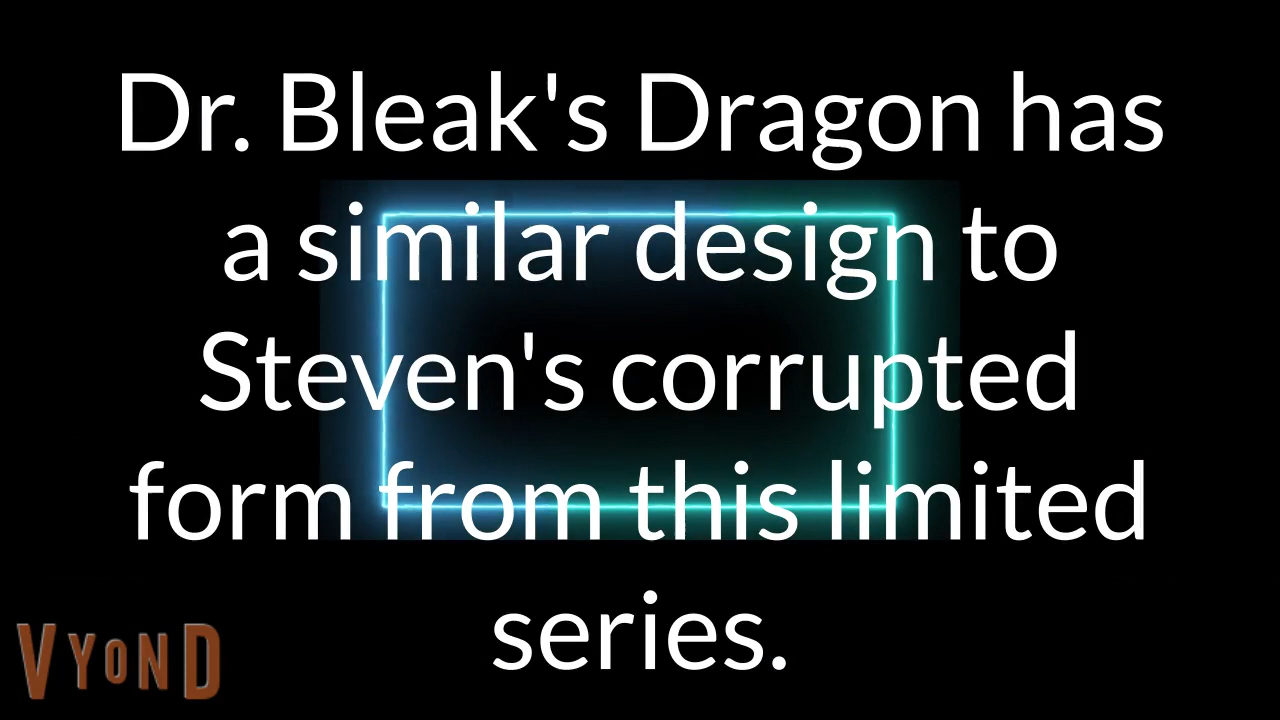 Dr. Bleak's Dragon has
a similar design to
Steven's corrupted
form from this limited
series.
VYOND